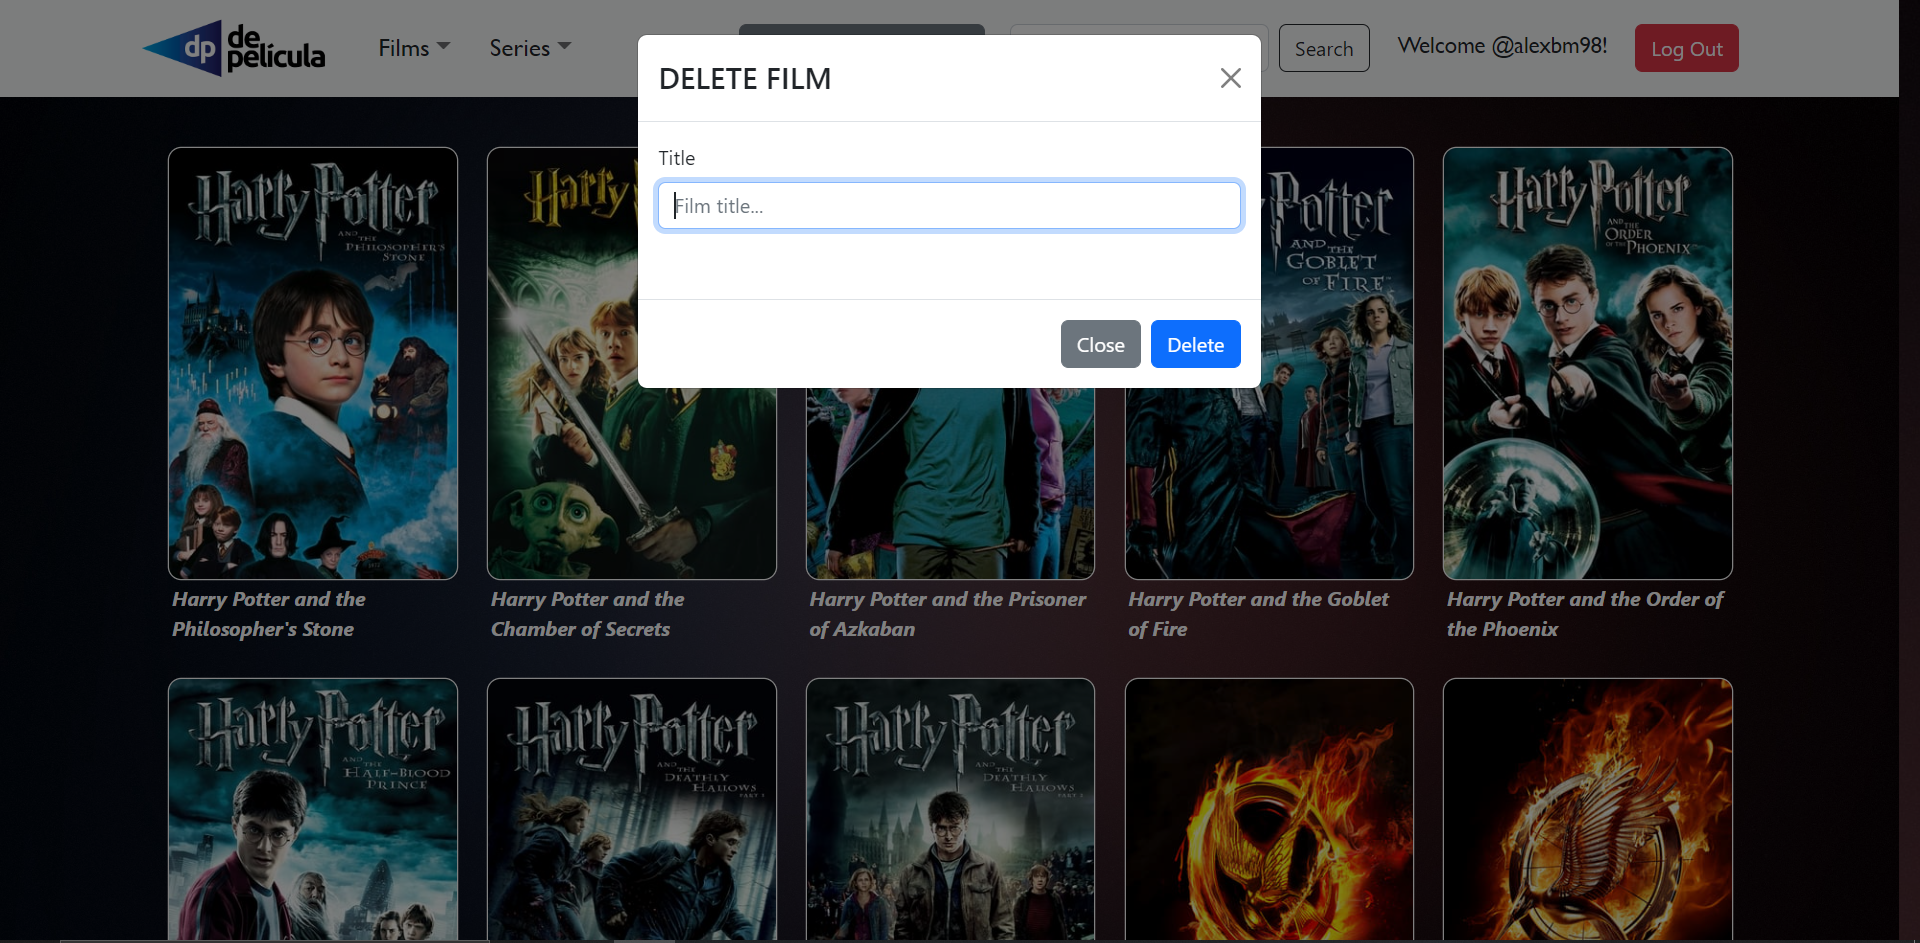 dp de película
Films
Series
Search
Welcome @alexbm98!
Log Out
DELETE FILM
Title
Film title...
Close
Delete
Harry Potter
AND THE
PHILOSOPHER'S
STONE
Harry
Potter
AND THE
GOBLET
OF FIRE
Harry Potter
AND THE
ORDER
OF THE PHOENIX
Harry Potter and the
Philosopher's Stone
Harry Potter and the
Chamber of Secrets
Harry Potter and the Prisoner
of Azkaban
Harry Potter and the Goblet
of Fire
Harry Potter and the Order of
the Phoenix
Harry Potter
AND THE
HALF-BLOOD
PRINCE
Harry Potter
AND THE
DEATHLY
HALLOWS
PART 1
Harry Potter
AND THE
DEATHLY
HALLOWS